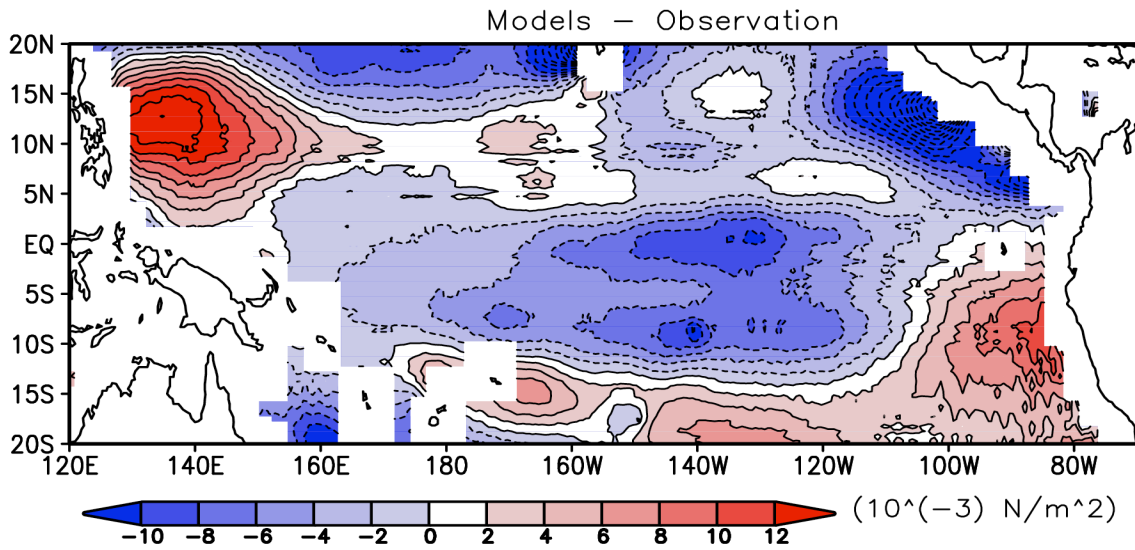 Models − Observation
20N
15N
10N
5N
EQ
5S
10S
15S
20S
120E 140E 160E 180 160W 140W 120W 100W 80W
−10 −8 −6 −4 −2 0 2 4 6 8 10 12
(10^(−3) N/m^2)